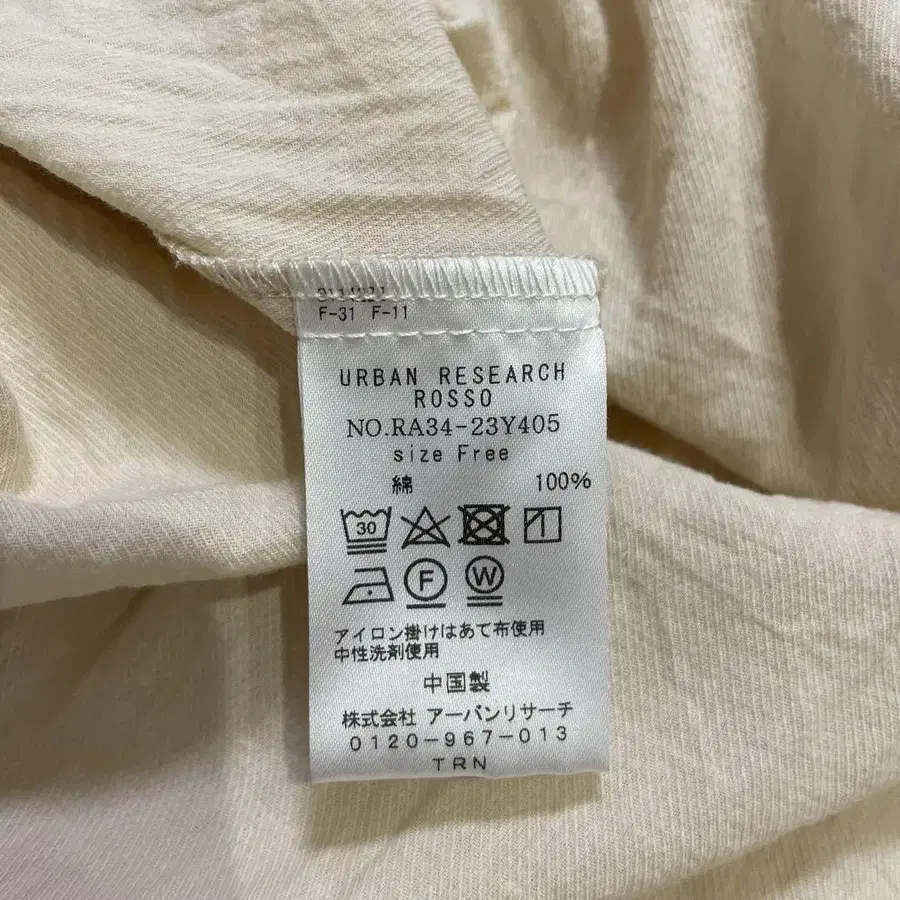 F-31 F-11
URBAN RESEARCH
ROSSO
NO.RA34-23Y405
size Free
綿 100%
30
F W
アイロン掛けはあて布使用
中性洗剤使用
中国製
株式会社 アーバンリサーチ
0120-967-013
TRN